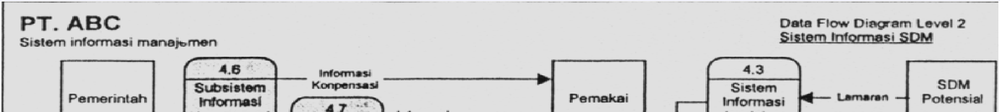 PT. ABC
Sistem informasi manajemen
Data Flow Diagram Level 2
Sistem Informasi SDM
Pemerintah
4.6
Subsistem
Informasi
Informasi
Konpensasi
4.7
Pemakai
4.3
Sistem
Informasi
Lamaran
SDM
Potensial